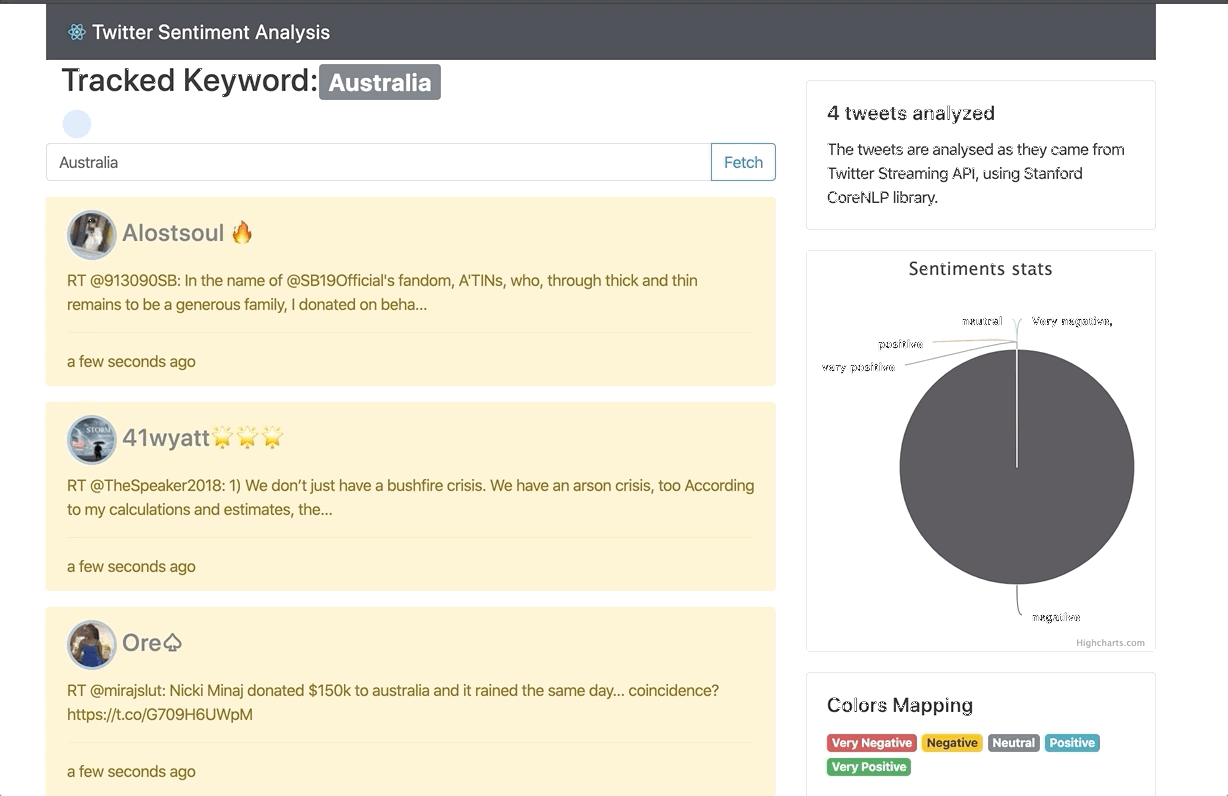 Twitter Sentiment Analysis
Tracked Keyword: Australia
Australia
Fetch
Alostsoul 🔥
RT @913090SB: In the name of @SB19Official's fandom, A'TINs, who, through thick and thin
remains to be a generous family, I donated on beha...
a few seconds ago
41wyatt🌟🌟🌟
RT @TheSpeaker2018: 1) We don’t just have a bushfire crisis. We have an arson crisis, too According
to my calculations and estimates, the...
a few seconds ago
Ore♤
RT @mirajslut: Nicki Minaj donated $150k to australia and it rained the same day... coincidence?
https://t.co/G709H6UWpM
a few seconds ago
4 tweets analyzed
The tweets are analysed as they came from
Twitter Streaming API, using Stanford
CoreNLP library.
Sentiments stats
neutral
Very negative,
positive
very positive
negative
Highcharts.com
Colors Mapping
Very Negative Negative Neutral Positive
Very Positive